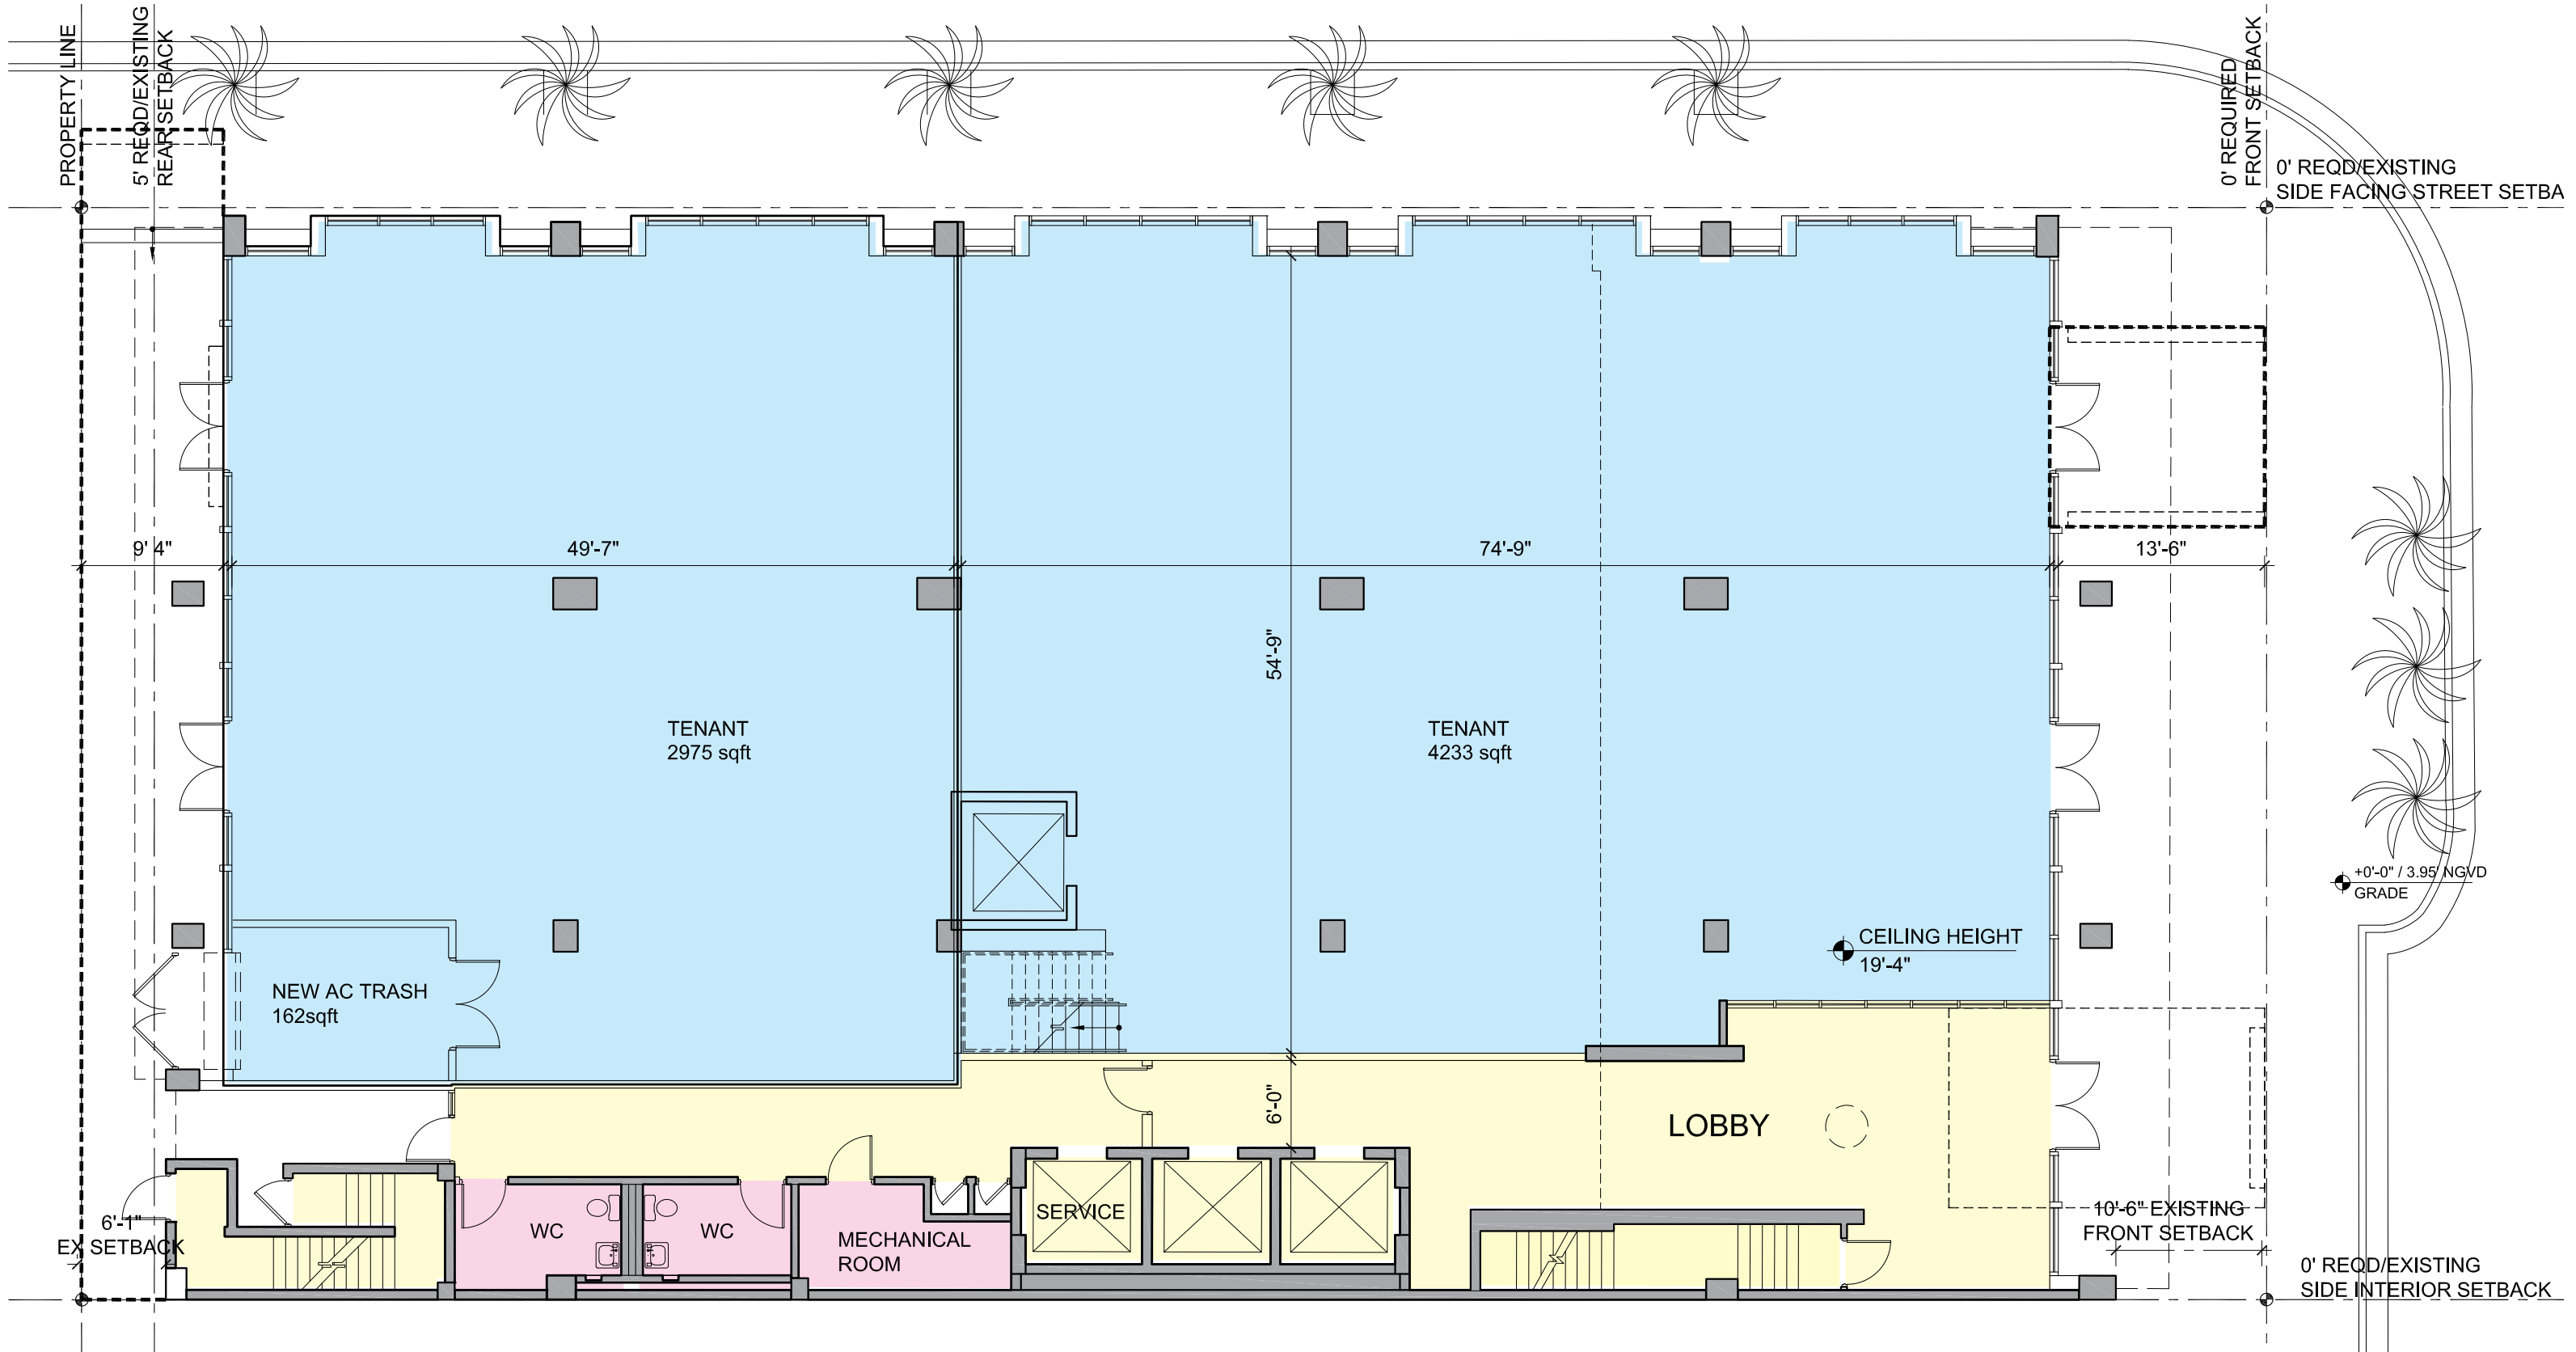 PROPERTY LINE
5' REQD/EXISTING
REAR SETBACK
0' REQUIRED
FRONT SETBACK
0' REQD/EXISTING
SIDE FACING STREET SETBA
9' 4"
49'-7"
74'-9"
13'-6"
54'-9"
TENANT
2975 sqft
TENANT
4233 sqft
+0'-0" / 3.95' NGVD
GRADE
CEILING HEIGHT
19'-4"
NEW AC TRASH
162sqft
6'-0"
LOBBY
6'-1"
EX SETBACK
WC
WC
MECHANICAL
ROOM
SERVICE
10'-6" EXISTING
FRONT SETBACK
0' REQD/EXISTING
SIDE INTERIOR SETBACK